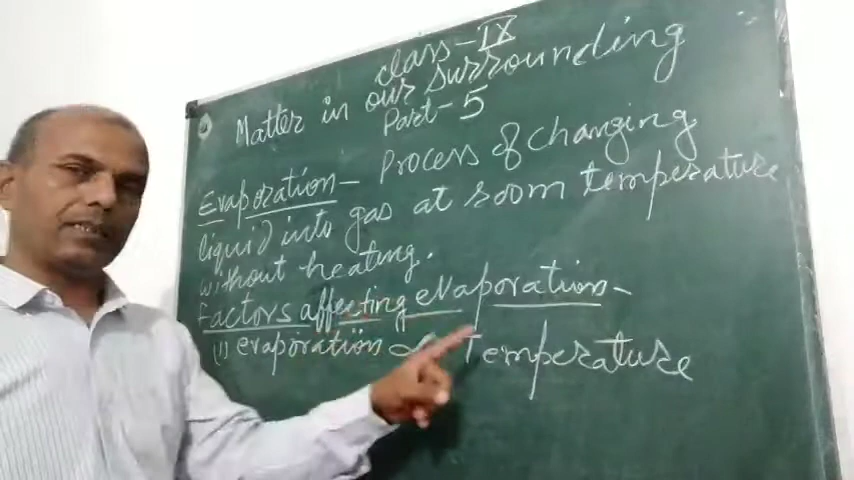 class - IX
Matter in our surrounding
Part - 5
Evaporation - Process of changing
liquid into gas at room temperature
without heating.
Factors affecting evaporation -
(i) evaporation ∝ Temperature